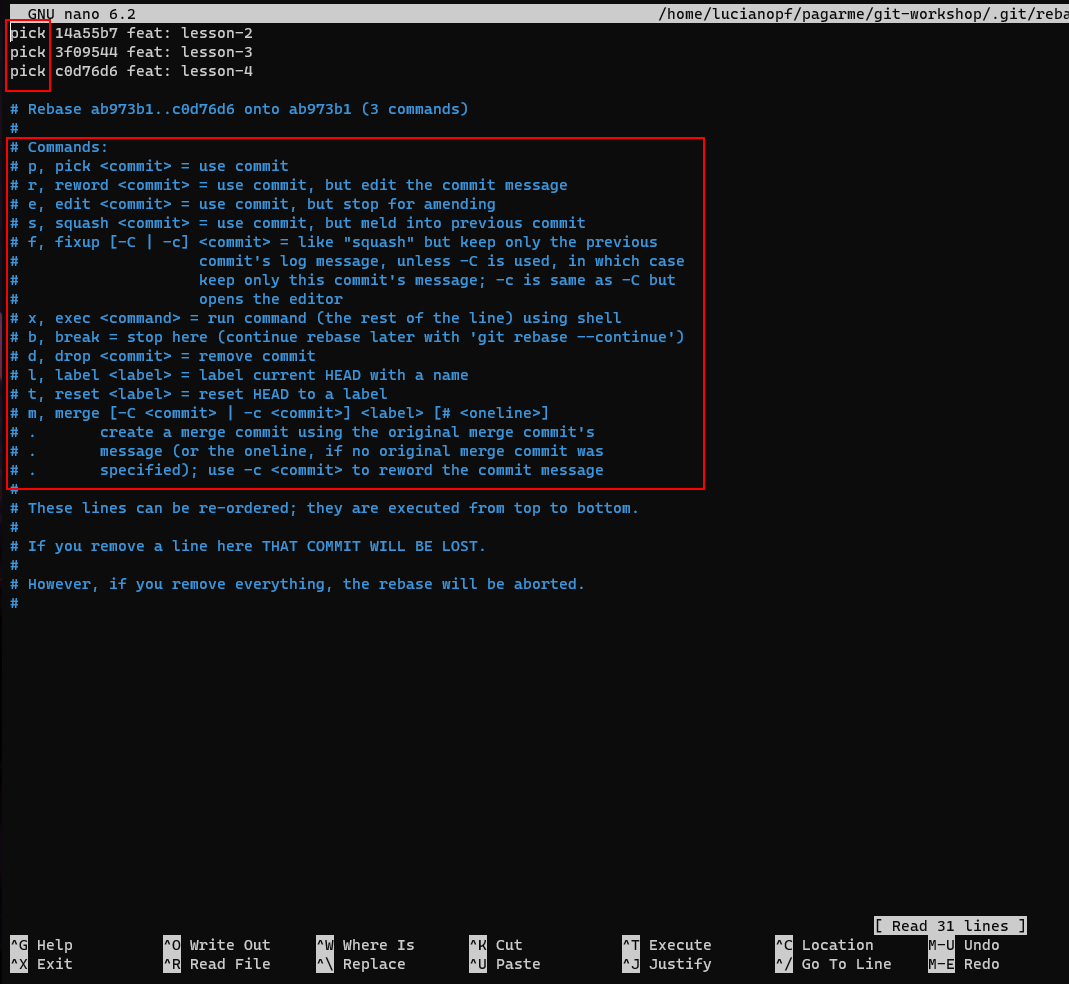 GNU nano 6.2 /home/lucianopf/pagarme/git-workshop/.git/reba
pick 14a55b7 feat: lesson-2
pick 3f09544 feat: lesson-3
pick c0d76d6 feat: lesson-4
# Rebase ab973b1..c0d76d6 onto ab973b1 (3 commands)
#
# Commands:
# p, pick <commit> = use commit
# r, reword <commit> = use commit, but edit the commit message
# e, edit <commit> = use commit, but stop for amending
# s, squash <commit> = use commit, but meld into previous commit
# f, fixup [-C | -c] <commit> = like "squash" but keep only the previous
#                    commit's log message, unless -C is used, in which case
#                    keep only this commit's message; -c is same as -C but
#                    opens the editor
# x, exec <command> = run command (the rest of the line) using shell
# b, break = stop here (continue rebase later with 'git rebase --continue')
# d, drop <commit> = remove commit
# l, label <label> = label current HEAD with a name
# t, reset <label> = reset HEAD to a label
# m, merge [-C <commit> | -c <commit>] <label> [# <oneline>]
# .       create a merge commit using the original merge commit's
# .       message (or the oneline, if no original merge commit was
# .       specified); use -c <commit> to reword the commit message
#
# These lines can be re-ordered; they are executed from top to bottom.
#
# If you remove a line here THAT COMMIT WILL BE LOST.
#
# However, if you remove everything, the rebase will be aborted.
#
[ Read 31 lines ]
^G Help ^O Write Out ^W Where Is ^K Cut ^T Execute ^C Location M-U Undo
^X Exit ^R Read File ^\ Replace ^U Paste ^J Justify ^/ Go To Line M-E Redo